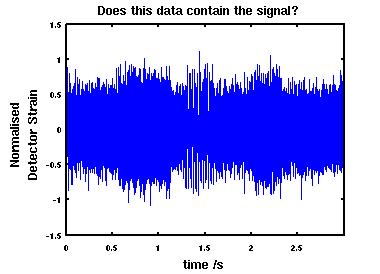 Does this data contain the signal?
1.5
1
0.5
0
-0.5
-1
-1.5
Normalised
Detector Strain
0 0.5 1 1.5 2 2.5
time /s